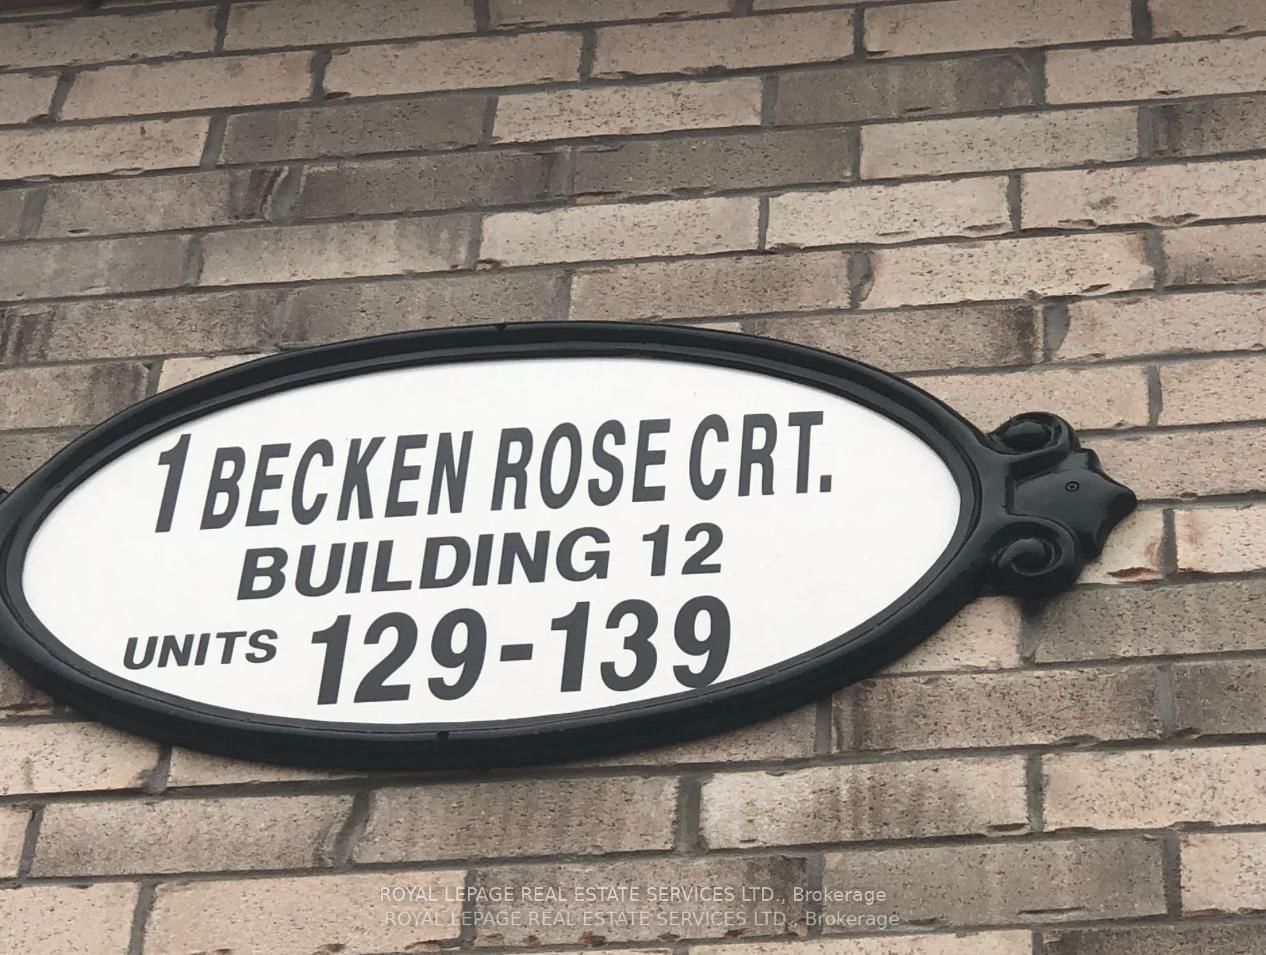 1 BECKEN ROSE CRT.
BUILDING 12
UNITS 129-139
ROYAL LEPAGE REAL ESTATE SERVICES LTD., Brokerage
ROYAL LEPAGE REAL ESTATE SERVICES LTD., Brokerage